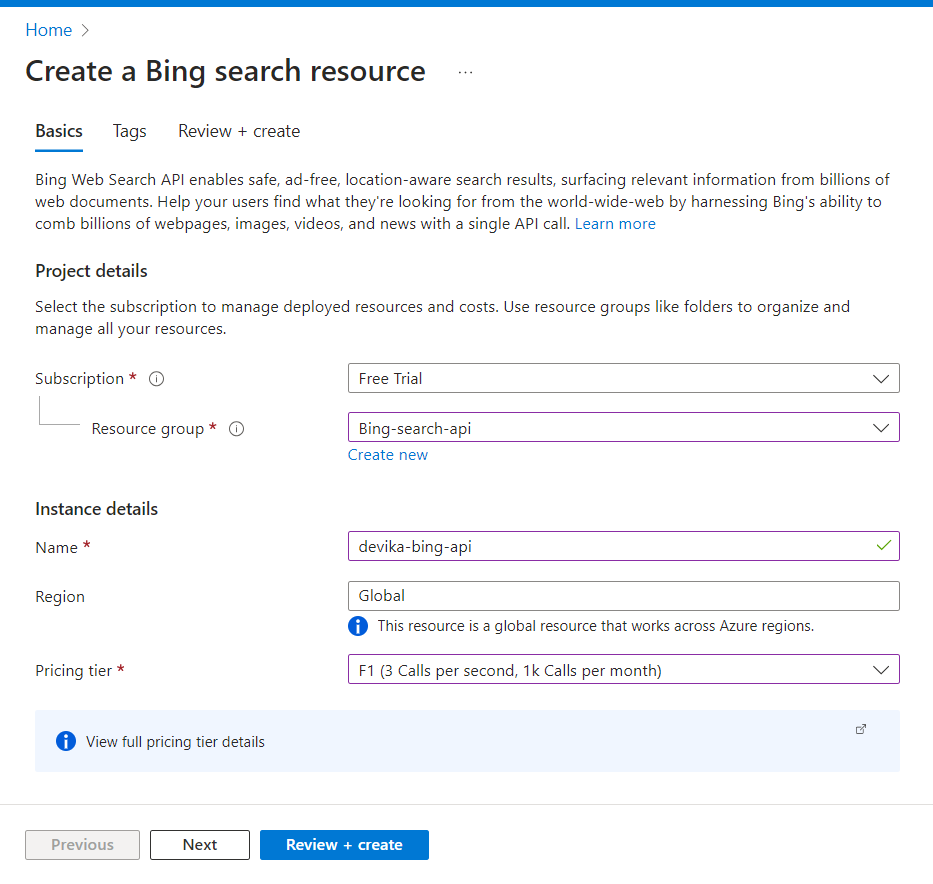 Home
Create a Bing search resource ...
Basics Tags Review + create
Bing Web Search API enables safe, ad-free, location-aware search results, surfacing relevant information from billions of
web documents. Help your users find what they're looking for from the world-wide-web by harnessing Bing's ability to
comb billions of webpages, images, videos, and news with a single API call. Learn more
Project details
Select the subscription to manage deployed resources and costs. Use resource groups like folders to organize and
manage all your resources.
Subscription * Free Trial
Resource group * Bing-search-api
Create new
Instance details
Name * devika-bing-api
Region Global
This resource is a global resource that works across Azure regions.
Pricing tier * F1 (3 Calls per second, 1k Calls per month)
View full pricing tier details
Previous Next Review + create